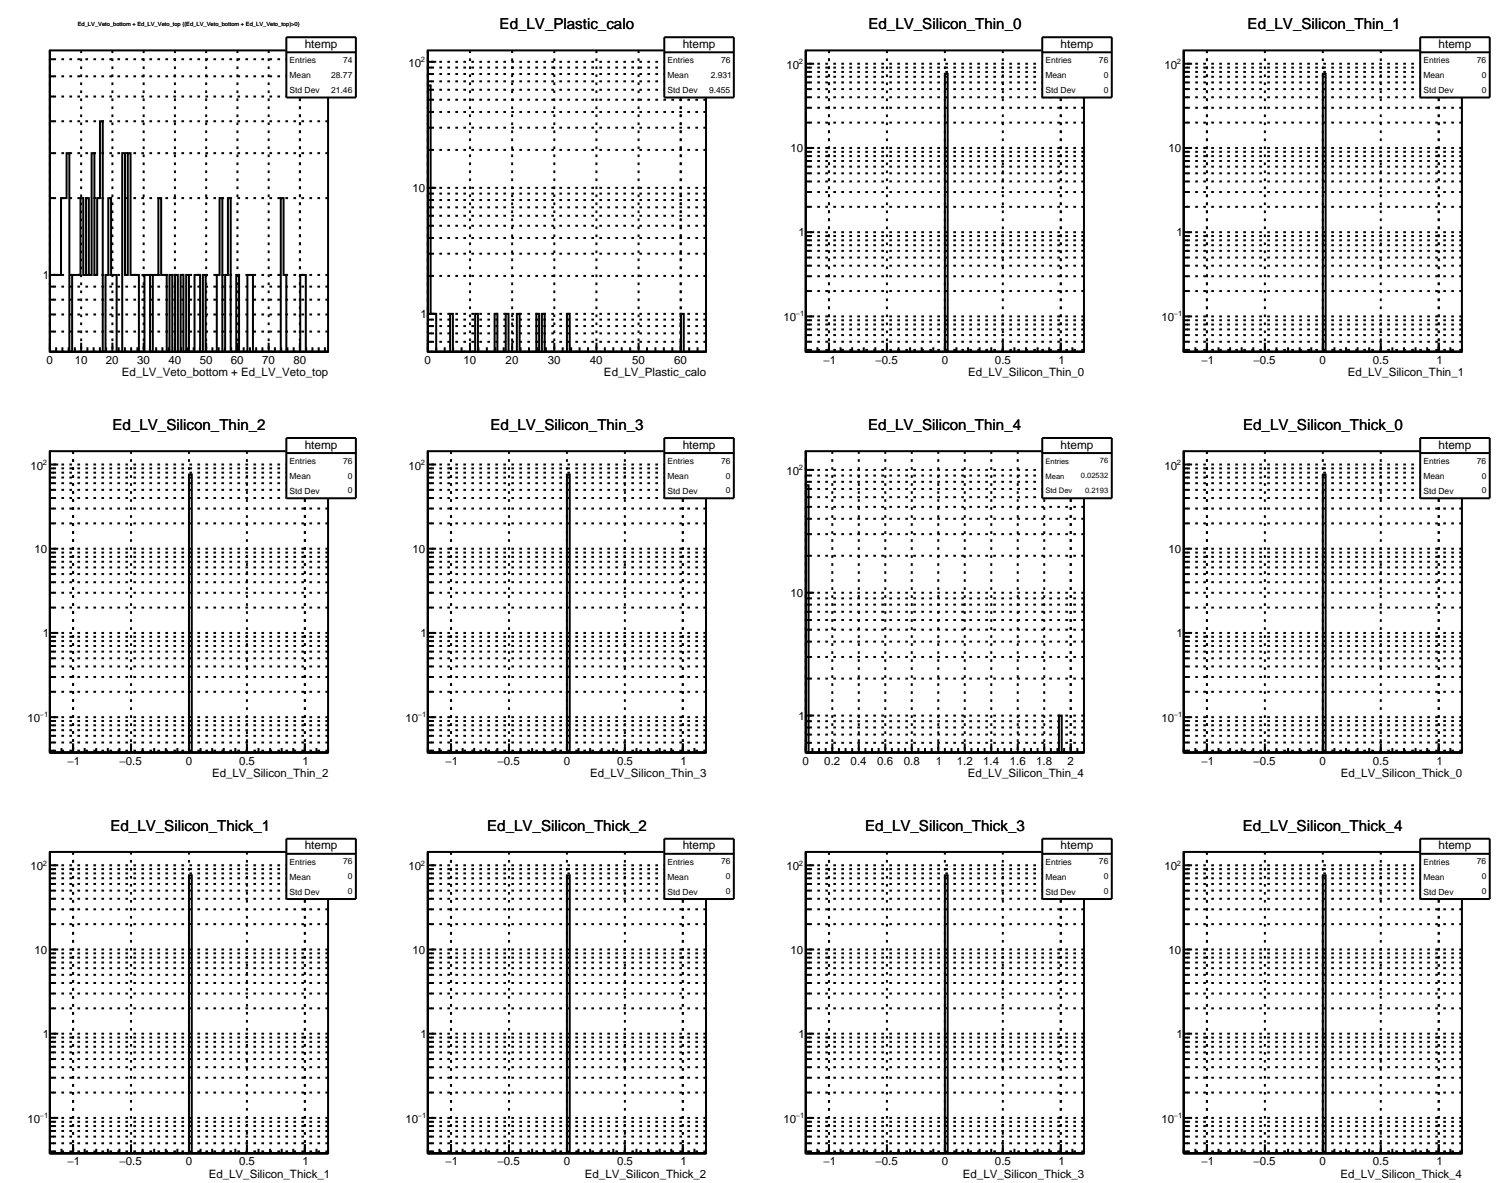 Ed_LV_Veto_bottom + Ed_LV_Veto_top {(Ed_LV_Veto_bottom + Ed_LV_Veto_top)>0}
htemp
Entries 74
Mean 28.77
Std Dev 21.46
1
0 10 20 30 40 50 60 70 80
Ed_LV_Veto_bottom + Ed_LV_Veto_top
Ed_LV_Plastic_calo
htemp
Entries 76
Mean 2.931
Std Dev 9.455
10²
10
1
0 10 20 30 40 50 60
Ed_LV_Plastic_calo
Ed_LV_Silicon_Thin_0
htemp
Entries 76
Mean 0
Std Dev 0
10²
10
1
10⁻¹
−1 −0.5 0 0.5 1
Ed_LV_Silicon_Thin_0
Ed_LV_Silicon_Thin_1
htemp
Entries 76
Mean 0
Std Dev 0
10²
10
1
10⁻¹
−1 −0.5 0 0.5 1
Ed_LV_Silicon_Thin_1
Ed_LV_Silicon_Thin_2
htemp
Entries 76
Mean 0
Std Dev 0
10²
10
1
10⁻¹
−1 −0.5 0 0.5 1
Ed_LV_Silicon_Thin_2
Ed_LV_Silicon_Thin_3
htemp
Entries 76
Mean 0
Std Dev 0
10²
10
1
10⁻¹
−1 −0.5 0 0.5 1
Ed_LV_Silicon_Thin_3
Ed_LV_Silicon_Thin_4
htemp
Entries 76
Mean 0.02532
Std Dev 0.2193
10²
10
1
0 0.2 0.4 0.6 0.8 1 1.2 1.4 1.6 1.8 2
Ed_LV_Silicon_Thin_4
Ed_LV_Silicon_Thick_0
htemp
Entries 76
Mean 0
Std Dev 0
10²
10
1
10⁻¹
−1 −0.5 0 0.5 1
Ed_LV_Silicon_Thick_0
Ed_LV_Silicon_Thick_1
htemp
Entries 76
Mean 0
Std Dev 0
10²
10
1
10⁻¹
−1 −0.5 0 0.5 1
Ed_LV_Silicon_Thick_1
Ed_LV_Silicon_Thick_2
htemp
Entries 76
Mean 0
Std Dev 0
10²
10
1
10⁻¹
−1 −0.5 0 0.5 1
Ed_LV_Silicon_Thick_2
Ed_LV_Silicon_Thick_3
htemp
Entries 76
Mean 0
Std Dev 0
10²
10
1
10⁻¹
−1 −0.5 0 0.5 1
Ed_LV_Silicon_Thick_3
Ed_LV_Silicon_Thick_4
htemp
Entries 76
Mean 0
Std Dev 0
10²
10
1
10⁻¹
−1 −0.5 0 0.5 1
Ed_LV_Silicon_Thick_4